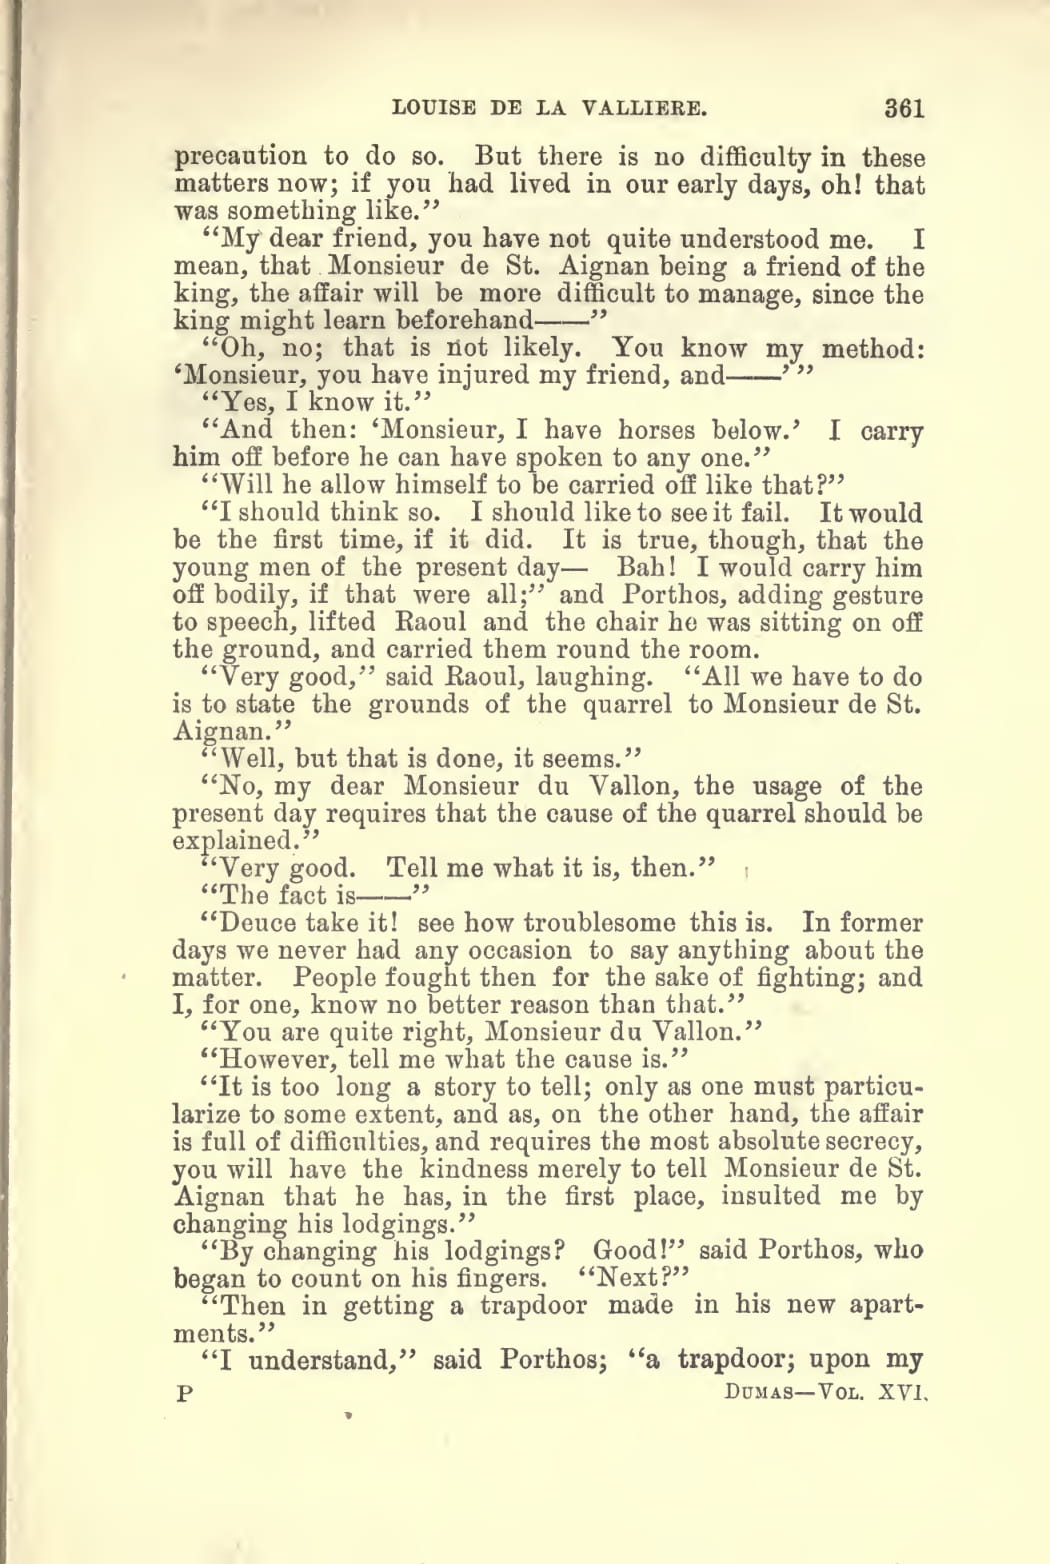 LOUISE DE LA VALLIERE. 361
precaution to do so. But there is no difficulty in these
matters now; if you had lived in our early days, oh! that
was something like.”
“My dear friend, you have not quite understood me. I
mean, that Monsieur de St. Aignan being a friend of the
king, the affair will be more difficult to manage, since the
king might learn beforehand——”
“Oh, no; that is not likely. You know my method:
‘Monsieur, you have injured my friend, and——’”
“Yes, I know it.”
“And then: ‘Monsieur, I have horses below.’ I carry
him off before he can have spoken to any one.”
“Will he allow himself to be carried off like that?”
“I should think so. I should like to see it fail. It would
be the first time, if it did. It is true, though, that the
young men of the present day— Bah! I would carry him
off bodily, if that were all;” and Porthos, adding gesture
to speech, lifted Raoul and the chair he was sitting on off
the ground, and carried them round the room.
“Very good,” said Raoul, laughing. “All we have to do
is to state the grounds of the quarrel to Monsieur de St.
Aignan.”
“Well, but that is done, it seems.”
“No, my dear Monsieur du Vallon, the usage of the
present day requires that the cause of the quarrel should be
explained.”
“Very good. Tell me what it is, then.”
“The fact is——”
“Deuce take it! see how troublesome this is. In former
days we never had any occasion to say anything about the
matter. People fought then for the sake of fighting; and
I, for one, know no better reason than that.”
“You are quite right, Monsieur du Vallon.”
“However, tell me what the cause is.”
“It is too long a story to tell; only as one must particu-
larize to some extent, and as, on the other hand, the affair
is full of difficulties, and requires the most absolute secrecy,
you will have the kindness merely to tell Monsieur de St.
Aignan that he has, in the first place, insulted me by
changing his lodgings.”
“By changing his lodgings? Good!” said Porthos, who
began to count on his fingers. “Next?”
“Then in getting a trapdoor made in his new apart-
ments.”
“I understand,” said Porthos; “a trapdoor; upon my
P DUMAS—VOL. XVI.